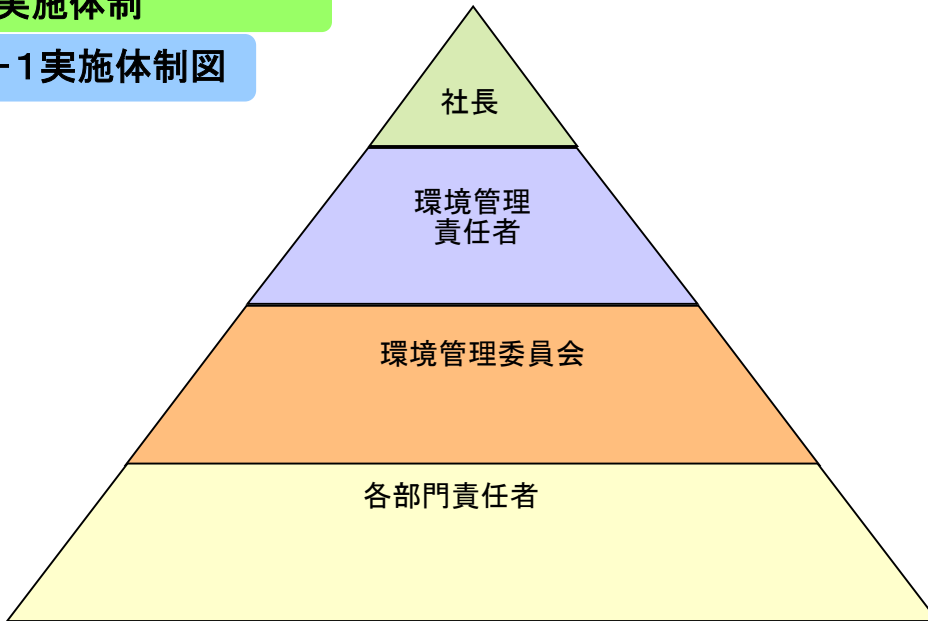 実施体制
-1実施体制図
社長
環境管理
責任者
環境管理委員会
各部門責任者